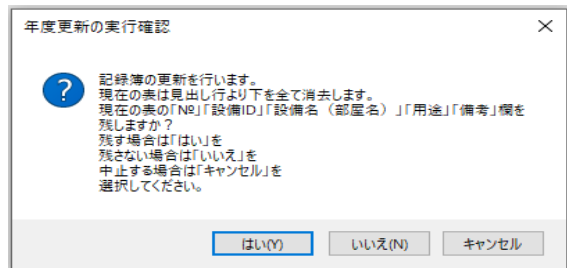 年度更新の実行確認
記録簿の更新を行います。
現在の表は見出し行より下を全て消去します。
現在の表の「№」「設備ID」「設備名（部屋名）」「用途」「備考」欄を
残しますか？
残す場合は「はい」を
残さない場合は「いいえ」を
中止する場合は「キャンセル」を
選択してください。
はい(Y)
いいえ(N)
キャンセル